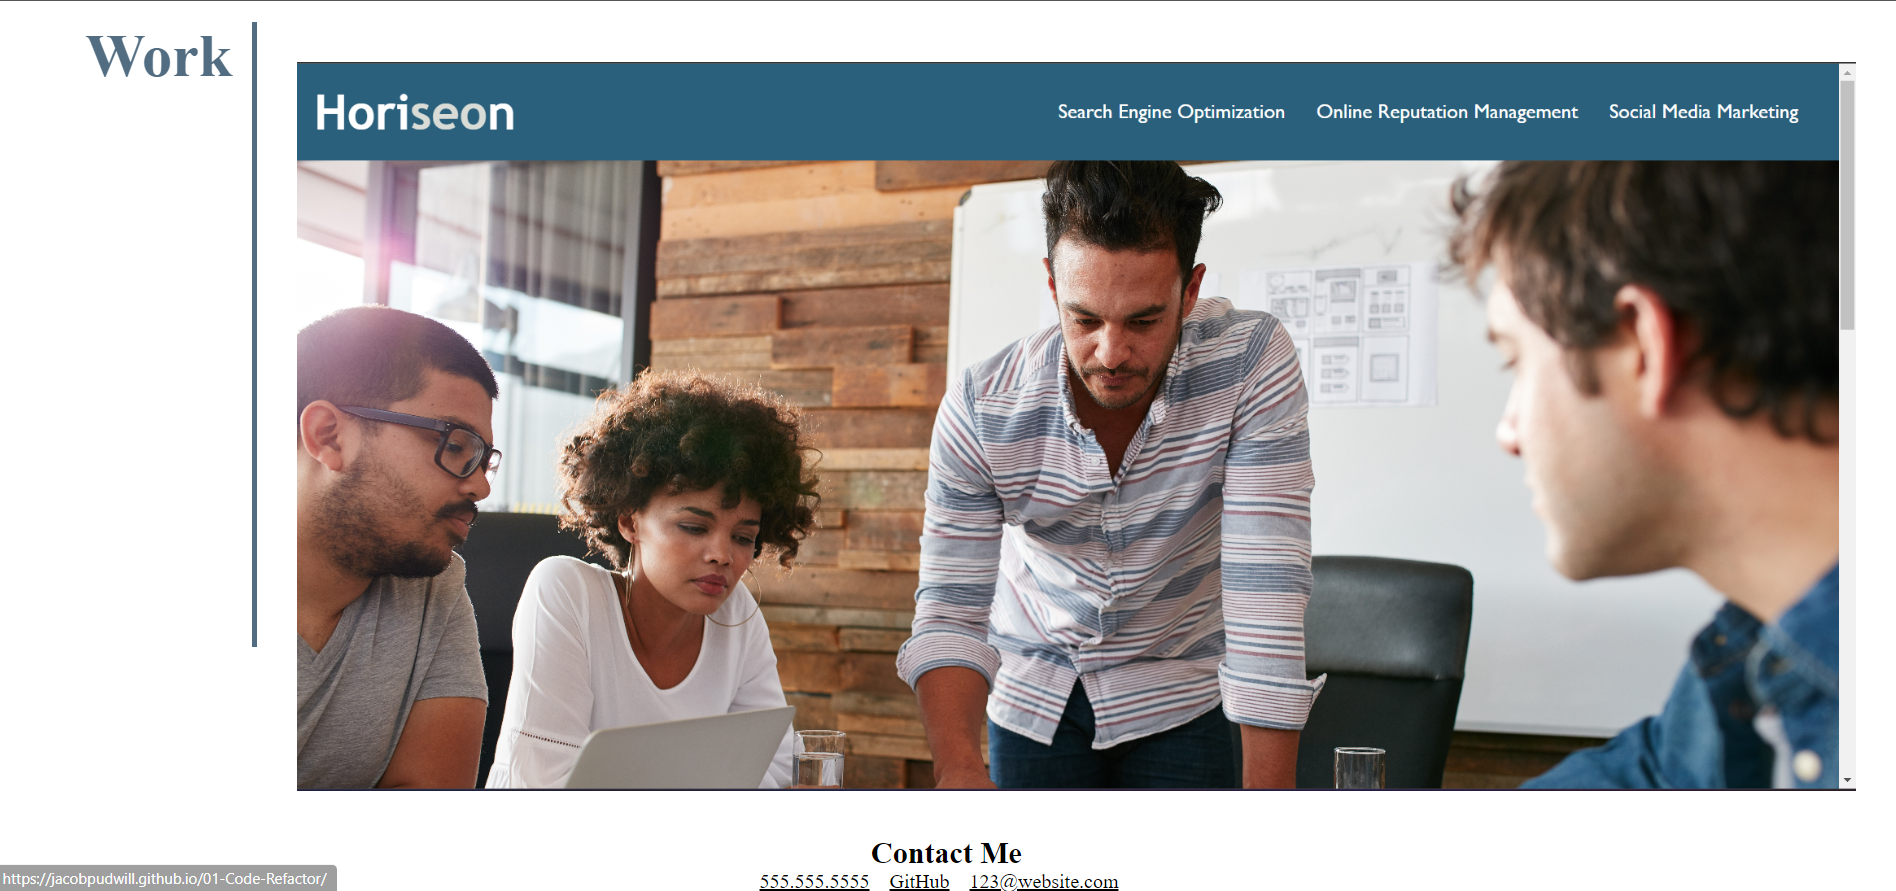 Work
Horiseon
Search Engine Optimization Online Reputation Management Social Media Marketing
Contact Me
555.555.5555 GitHub 123@website.com
https://jacobpudwill.github.io/01-Code-Refactor/